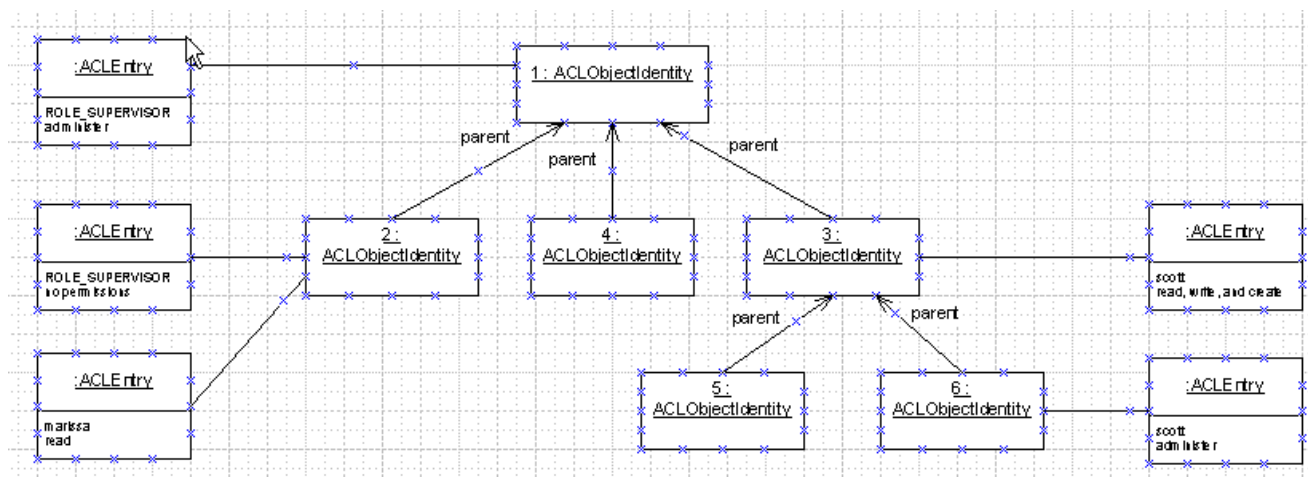 :ACLEntry
ROLE_SUPERVISOR
administer
1 : ACLObjectIdentity
parent
parent
parent
:ACLEntry
ROLE_SUPERVISOR
no permissions
2 :
ACLObjectIdentity
4 :
ACLObjectIdentity
3 :
ACLObjectIdentity
:ACLEntry
scott
read, write, and create
parent
parent
:ACLEntry
marissa
read
5 :
ACLObjectIdentity
6 :
ACLObjectIdentity
:ACLEntry
scott
administer